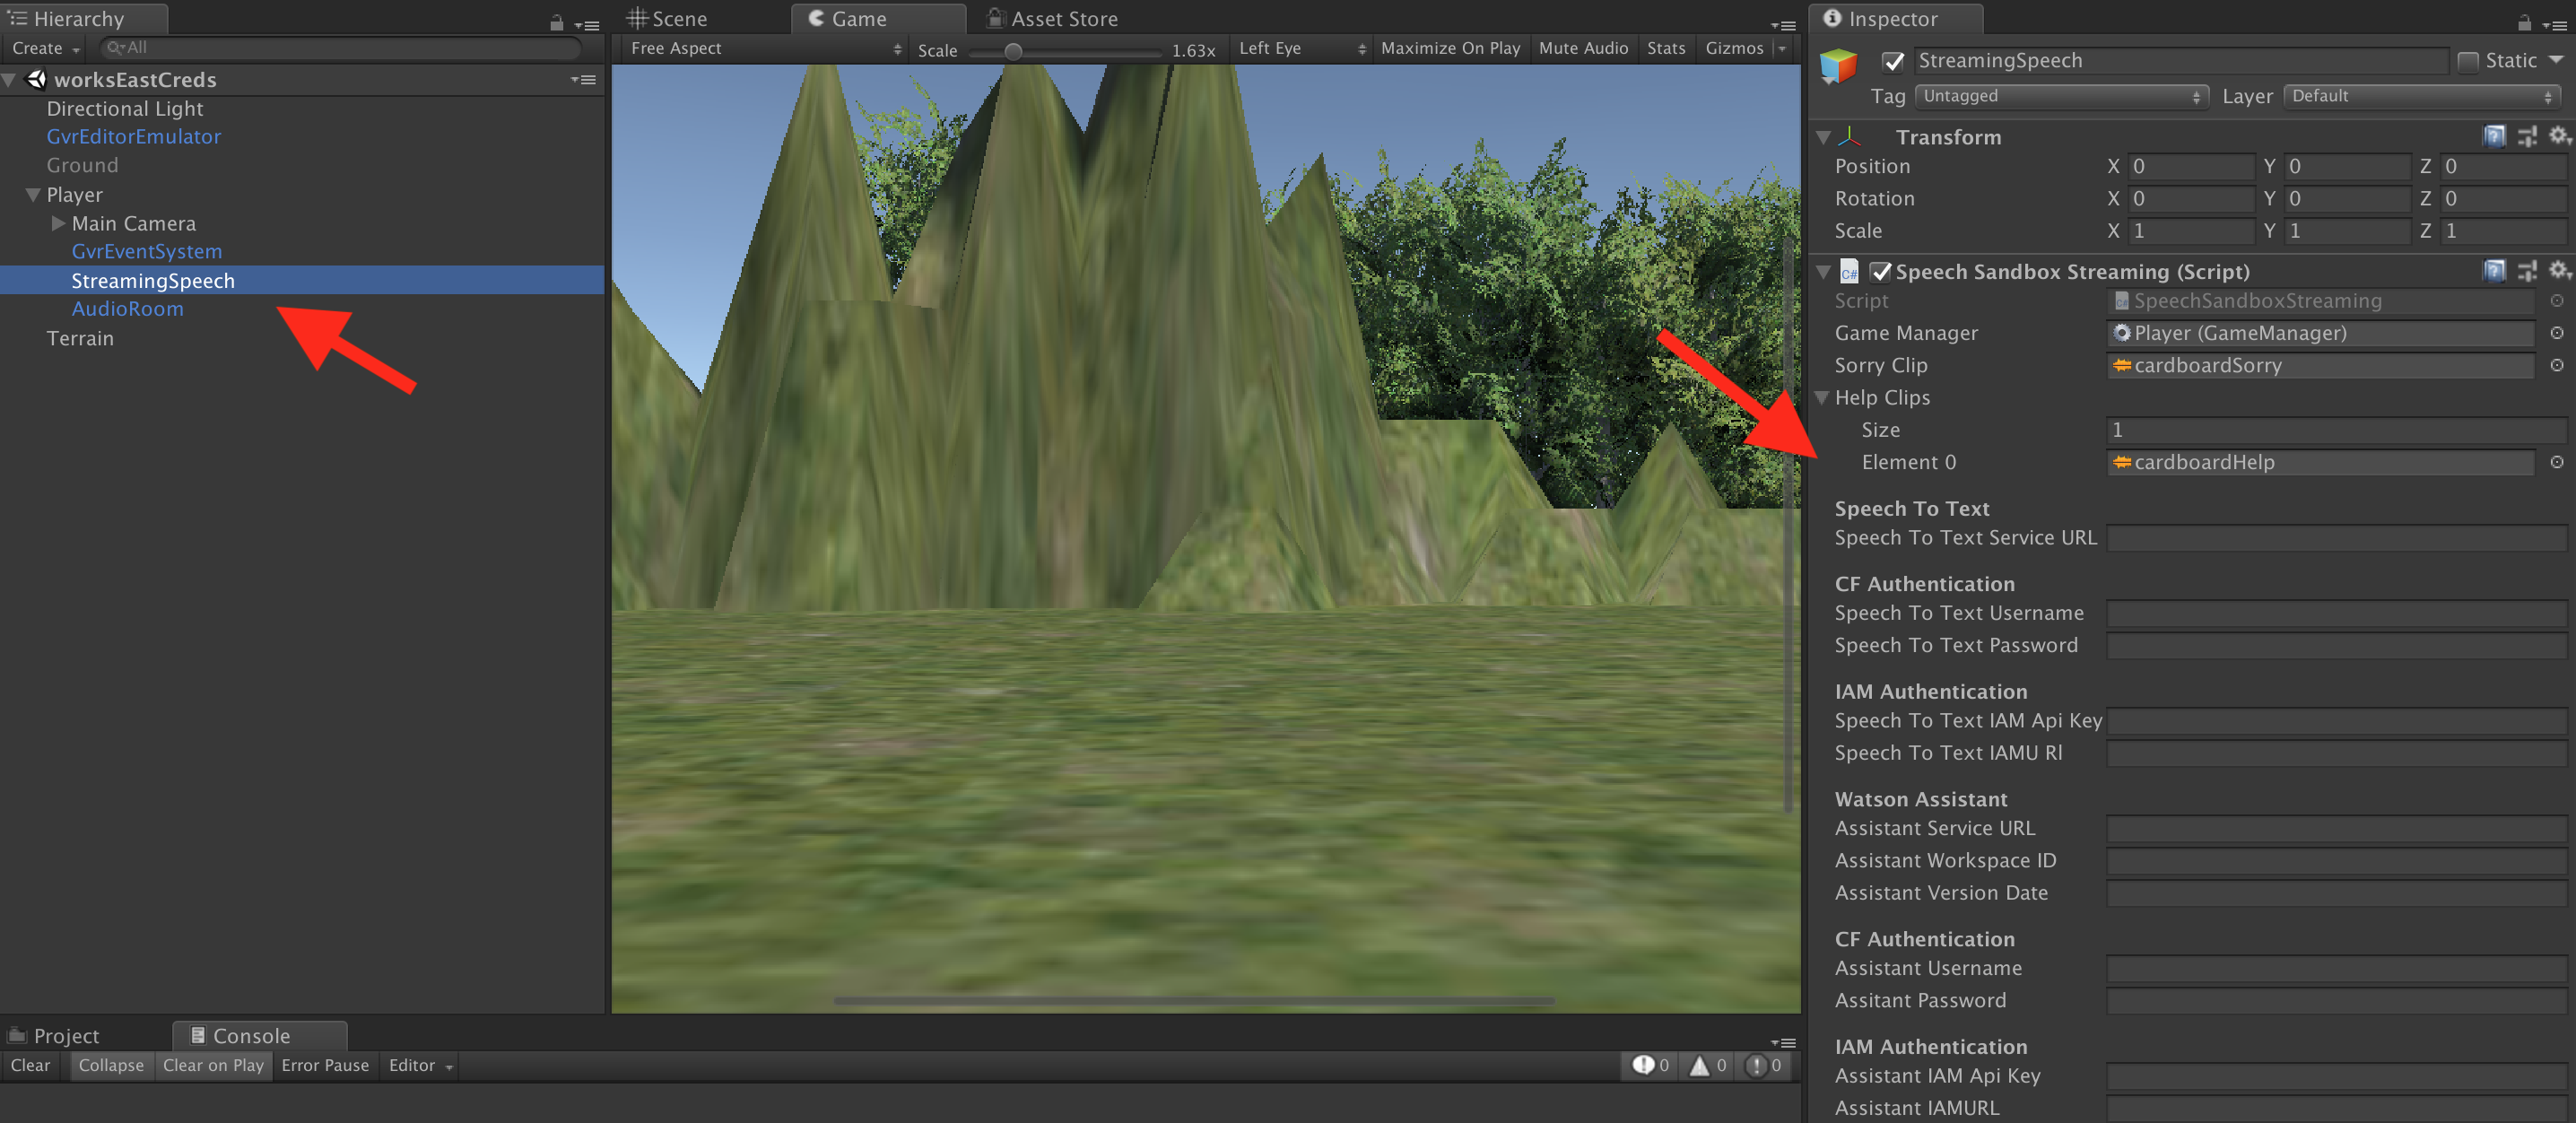 Hierarchy
Create
All
worksEastCreds
Directional Light
GvrEditorEmulator
Ground
Player
Main Camera
GvrEventSystem
StreamingSpeech
AudioRoom
Terrain
Scene Game Asset Store
Free Aspect Scale 1.63x Left Eye Maximize On Play Mute Audio Stats Gizmos
Project Console
Clear Collapse Clear on Play Error Pause Editor 0 0 0
Inspector
StreamingSpeech Static
Tag Untagged Layer Default
Transform
Position X 0 Y 0 Z 0
Rotation X 0 Y 0 Z 0
Scale X 1 Y 1 Z 1
C# Speech Sandbox Streaming (Script)
Script SpeechSandboxStreaming
Game Manager Player (GameManager)
Sorry Clip cardboardSorry
Help Clips
Size 1
Element 0 cardboardHelp
Speech To Text
Speech To Text Service URL
CF Authentication
Speech To Text Username
Speech To Text Password
IAM Authentication
Speech To Text IAM Api Key
Speech To Text IAMU Rl
Watson Assistant
Assistant Service URL
Assistant Workspace ID
Assistant Version Date
CF Authentication
Assistant Username
Assitant Password
IAM Authentication
Assistant IAM Api Key
Assistant IAMURL